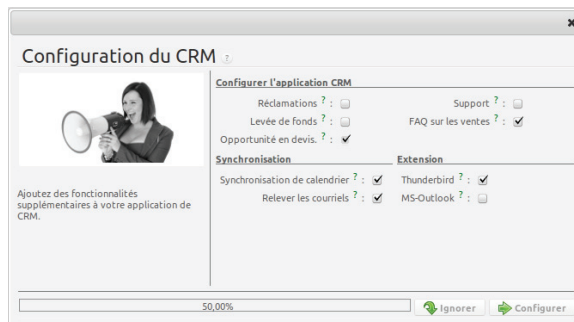 Configuration du CRM ?
Configurer l'application CRM
Réclamations ? :
Support ? :
Levée de fonds ? :
FAQ sur les ventes ? :
Opportunité en devis. ? :
Synchronisation
Extension
Synchronisation de calendrier ? :
Thunderbird ? :
Relever les courriels ? :
MS-Outlook ? :
Ajoutez des fonctionnalités
supplémentaires à votre application de
CRM.
50,00%
Ignorer
Configurer